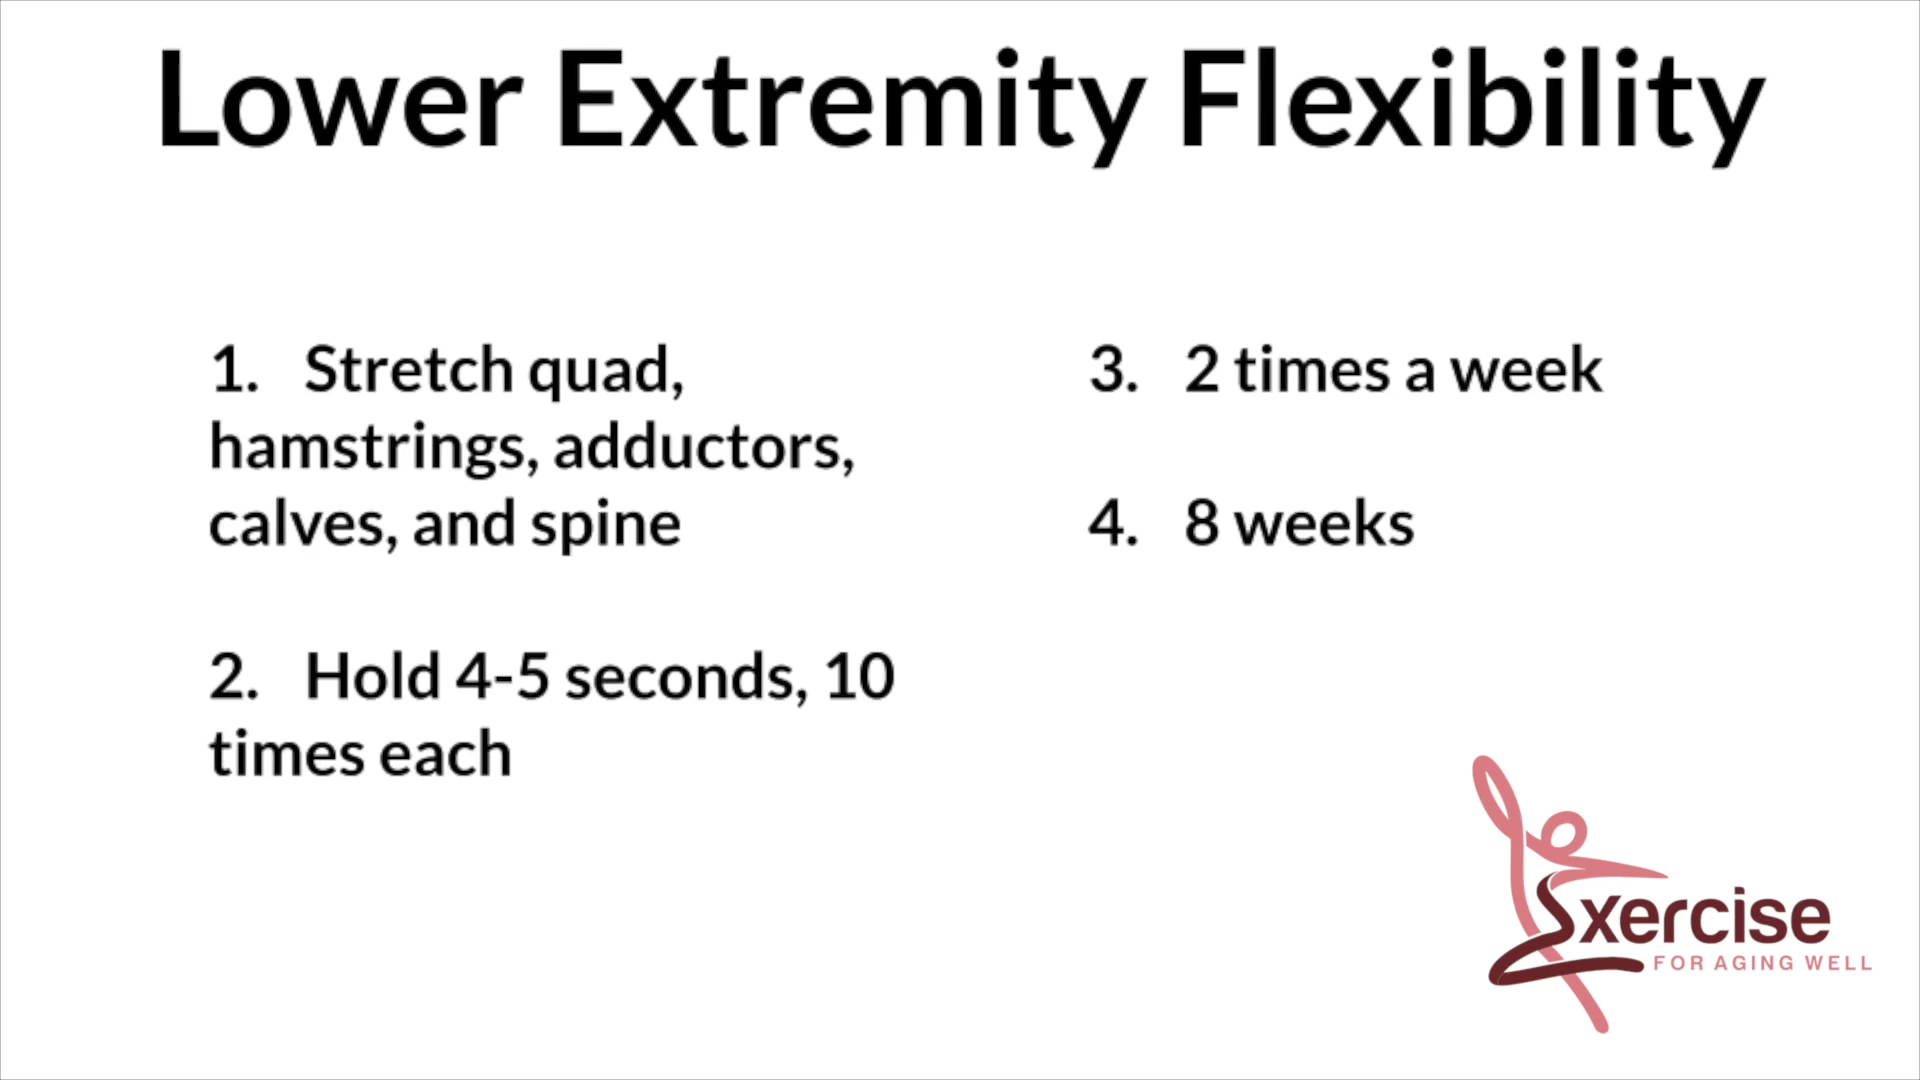 Lower Extremity Flexibility
1. Stretch quad,
hamstrings, adductors,
calves, and spine
2. Hold 4-5 seconds, 10
times each
3. 2 times a week
4. 8 weeks
Exercise
FOR AGING WELL